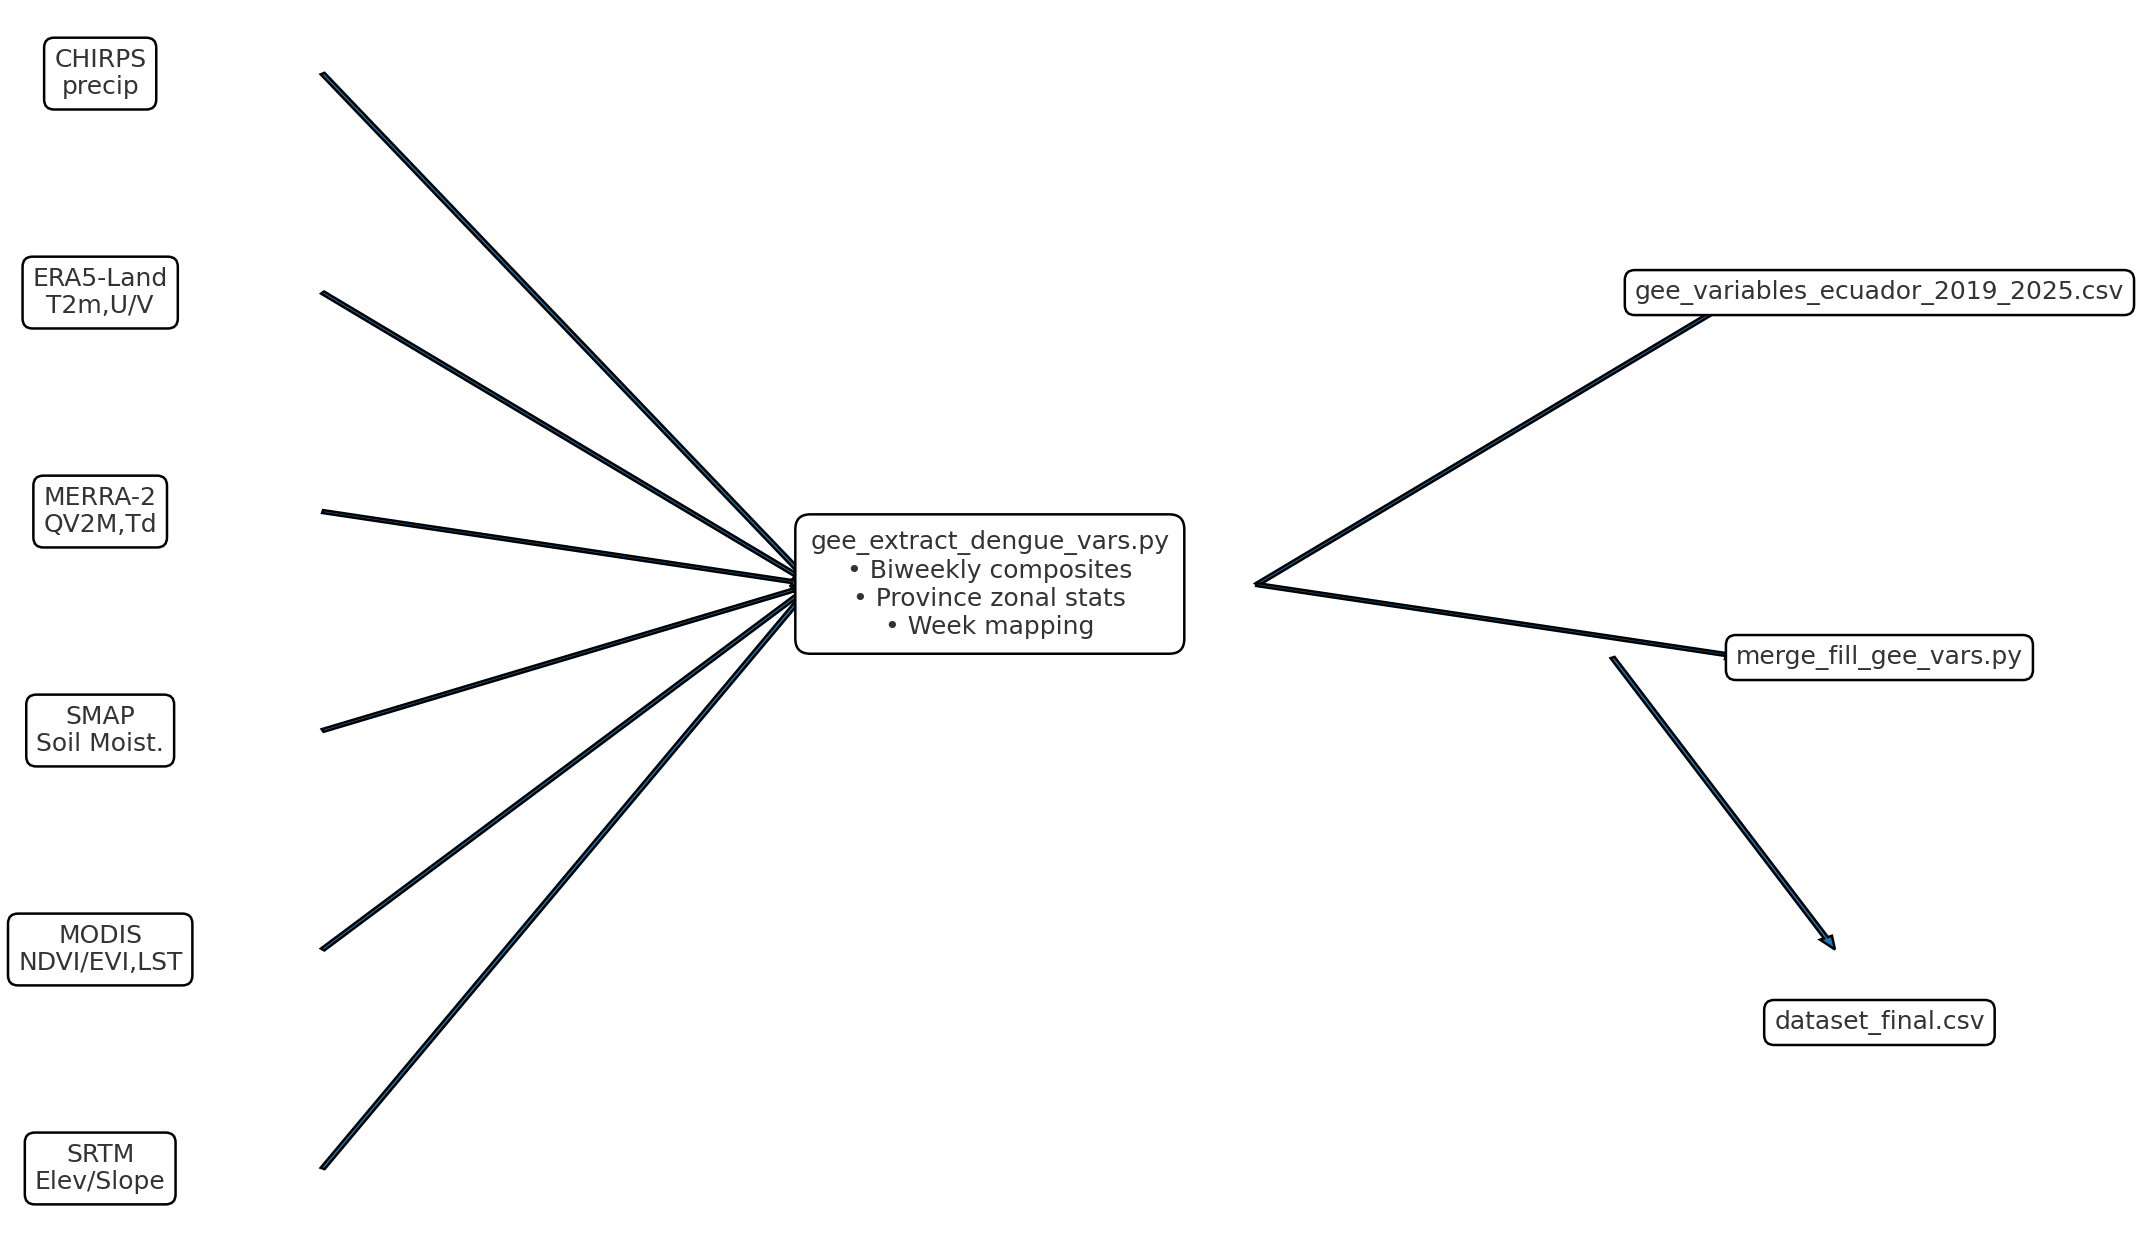 CHIRPS
precip
ERA5-Land
T2m,U/V
MERRA-2
QV2M,Td
SMAP
Soil Moist.
MODIS
NDVI/EVI,LST
SRTM
Elev/Slope
gee_extract_dengue_vars.py
• Biweekly composites
• Province zonal stats
• Week mapping
gee_variables_ecuador_2019_2025.csv
merge_fill_gee_vars.py
dataset_final.csv